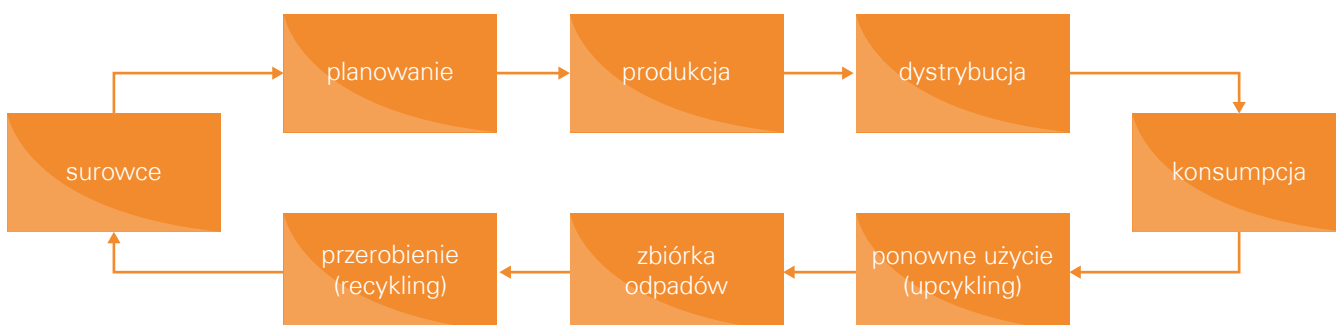 planowanie
produkcja
dystrybucja
surowce
konsumpcja
przerobienie
(recykling)
zbiórka
odpadów
ponowne użycie
(upcykling)